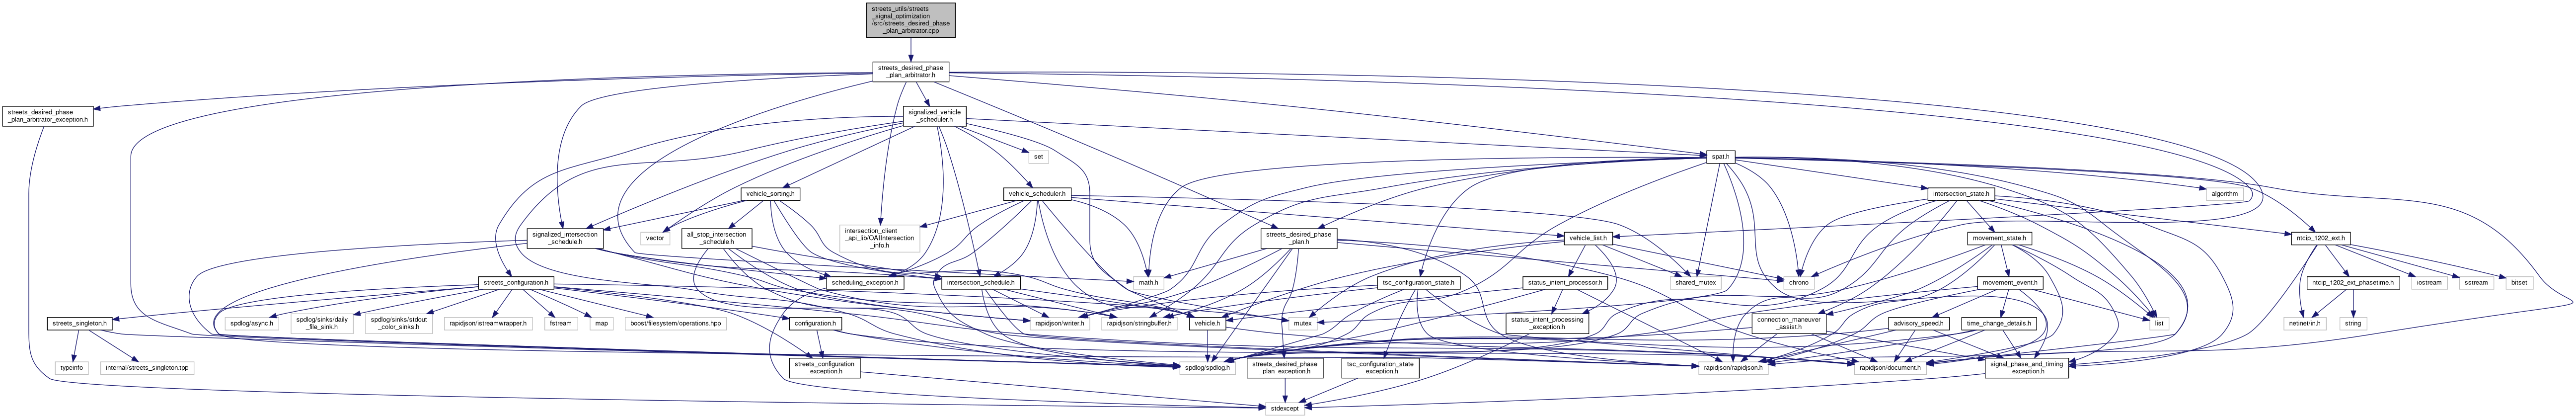 streets_utils/streets
_signal_optimization
/src/streets_desired_phase
_plan_arbitrator.cpp
streets_desired_phase
_plan_arbitrator.h
streets_desired_phase
_plan_arbitrator_exception.h
signalized_vehicle
_scheduler.h
set
spat.h
vehicle_sorting.h
vehicle_scheduler.h
intersection_state.h
algorithm
signalized_intersection
_schedule.h
vector
all_stop_intersection
_schedule.h
intersection_client
_api_lib/OAIIntersection
_info.h
streets_desired_phase
_plan.h
vehicle_list.h
movement_state.h
ntcip_1202_ext.h
streets_configuration.h
scheduling_exception.h
intersection_schedule.h
math.h
tsc_configuration_state.h
status_intent_processor.h
shared_mutex
chrono
movement_event.h
ntcip_1202_ext_phasetime.h
iostream
sstream
bitset
streets_singleton.h
spdlog/async.h
spdlog/sinks/daily
_file_sink.h
spdlog/sinks/stdout
_color_sinks.h
rapidjson/istreamwrapper.h
fstream
map
boost/filesystem/operations.hpp
configuration.h
rapidjson/writer.h
rapidjson/stringbuffer.h
vehicle.h
mutex
status_intent_processing
_exception.h
connection_maneuver
_assist.h
advisory_speed.h
time_change_details.h
list
netinet/in.h
string
typeinfo
internal/streets_singleton.tpp
streets_configuration
_exception.h
spdlog/spdlog.h
streets_desired_phase
_plan_exception.h
tsc_configuration_state
_exception.h
rapidjson/rapidjson.h
rapidjson/document.h
signal_phase_and_timing
_exception.h
stdexcept